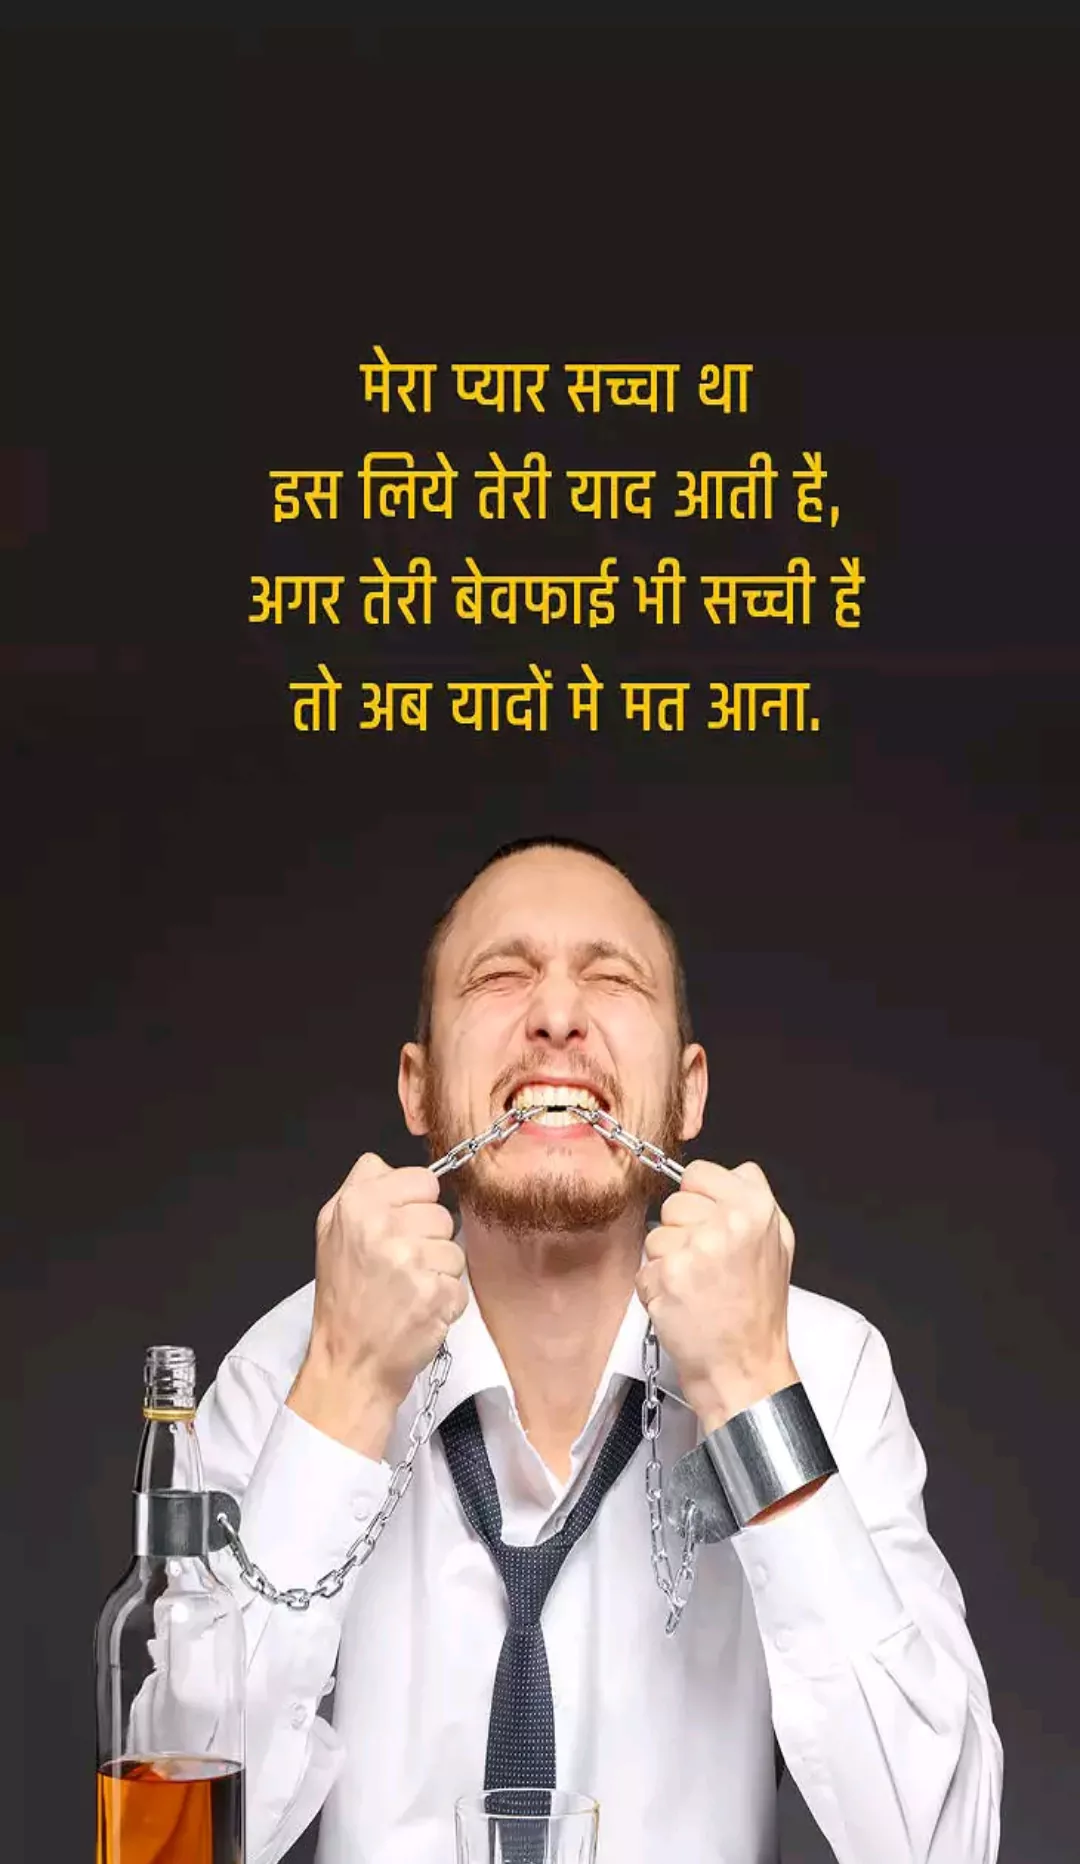 मेरा प्यार सच्चा था
इस लिये तेरी याद आती है,
अगर तेरी बेवफाई भी सच्ची है
तो अब यादों मे मत आना.